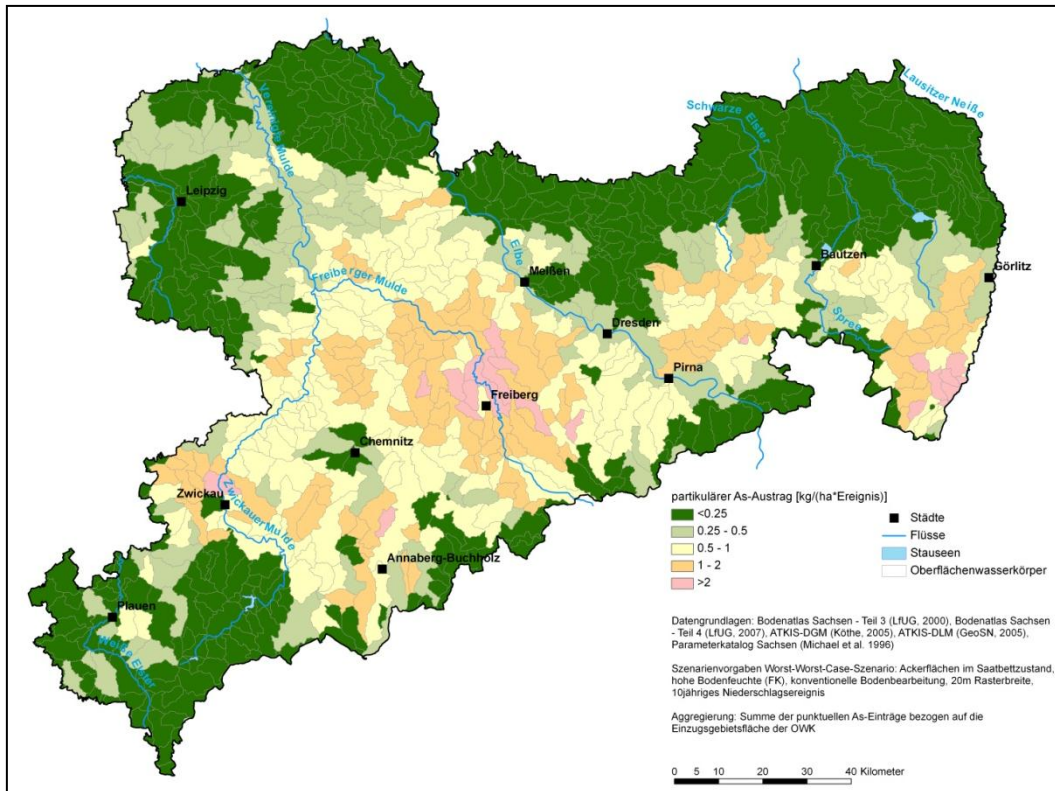 Lausitzer Neiße
Schwarze Elster
Vereinigte Mulde
Leipzig
Elbe
Meißen
Bautzen
Görlitz
Freiberger Mulde
Dresden
Spree
Pirna
Freiberg
Chemnitz
Zwickau
Zwickauer Mulde
Annaberg-Buchholz
Plauen
Weiße Elster
partikulärer As-Austrag [kg/(ha*Ereignis)]
<0.25
0.25 - 0.5
0.5 - 1
1 - 2
>2
Städte
Flüsse
Stauseen
Oberflächenwasserkörper
Datengrundlagen: Bodenatlas Sachsen - Teil 3 (LfUG, 2000), Bodenatlas Sachsen
- Teil 4 (LfUG, 2007), ATKIS-DGM (Köthe, 2005), ATKIS-DLM (GeoSN, 2005),
Parameterkatalog Sachsen (Michael et al. 1996)
Szenarienvorgaben Worst-Worst-Case-Szenario: Ackerflächen im Saatbettzustand,
hohe Bodenfeuchte (FK), konventionelle Bodenbearbeitung, 20m Rasterbreite,
10jähriges Niederschlagsereignis
Aggregierung: Summe der punktuellen As-Einträge bezogen auf die
Einzugsgebietsfläche der OWK
0 5 10 20 30 40 Kilometer